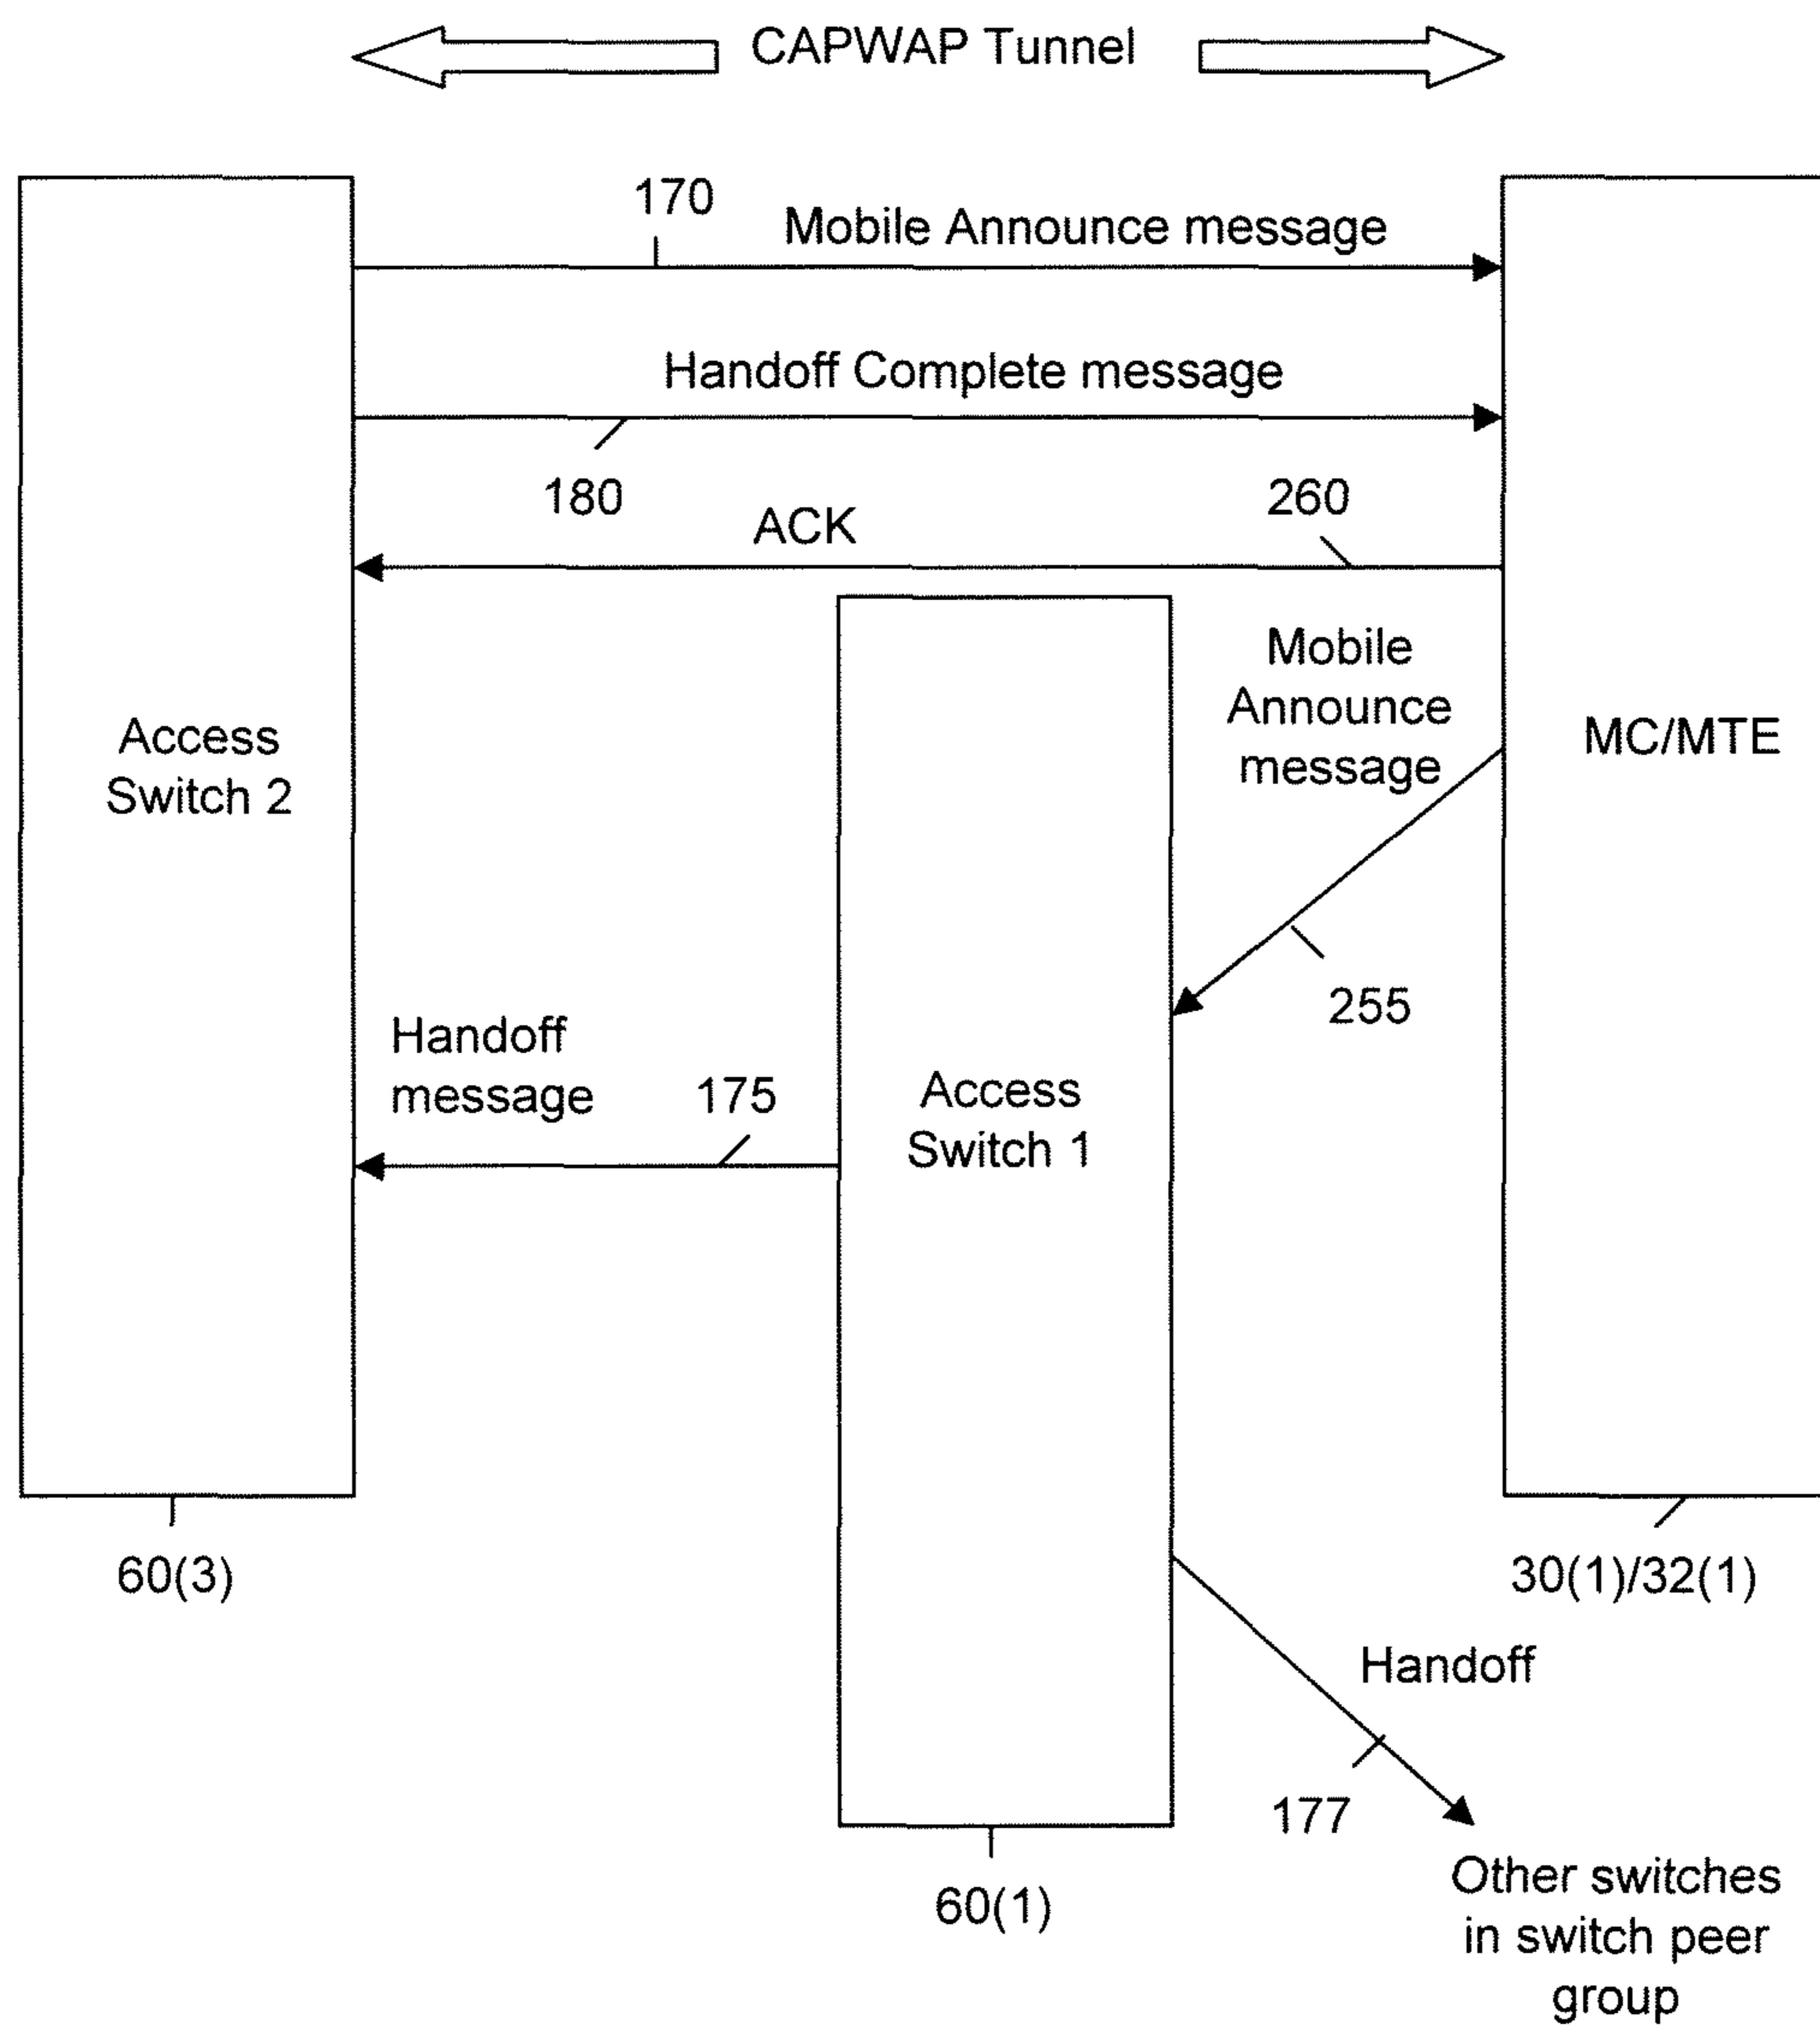 CAPWAP Tunnel
170
Mobile Announce message
Handoff Complete message
180
260
ACK
Mobile
Announce
message
Access
Switch 2
MC/MTE
255
Handoff
message
175
Access
Switch 1
60(3)
30(1)/32(1)
Handoff
177
60(1)
Other switches
in switch peer
group